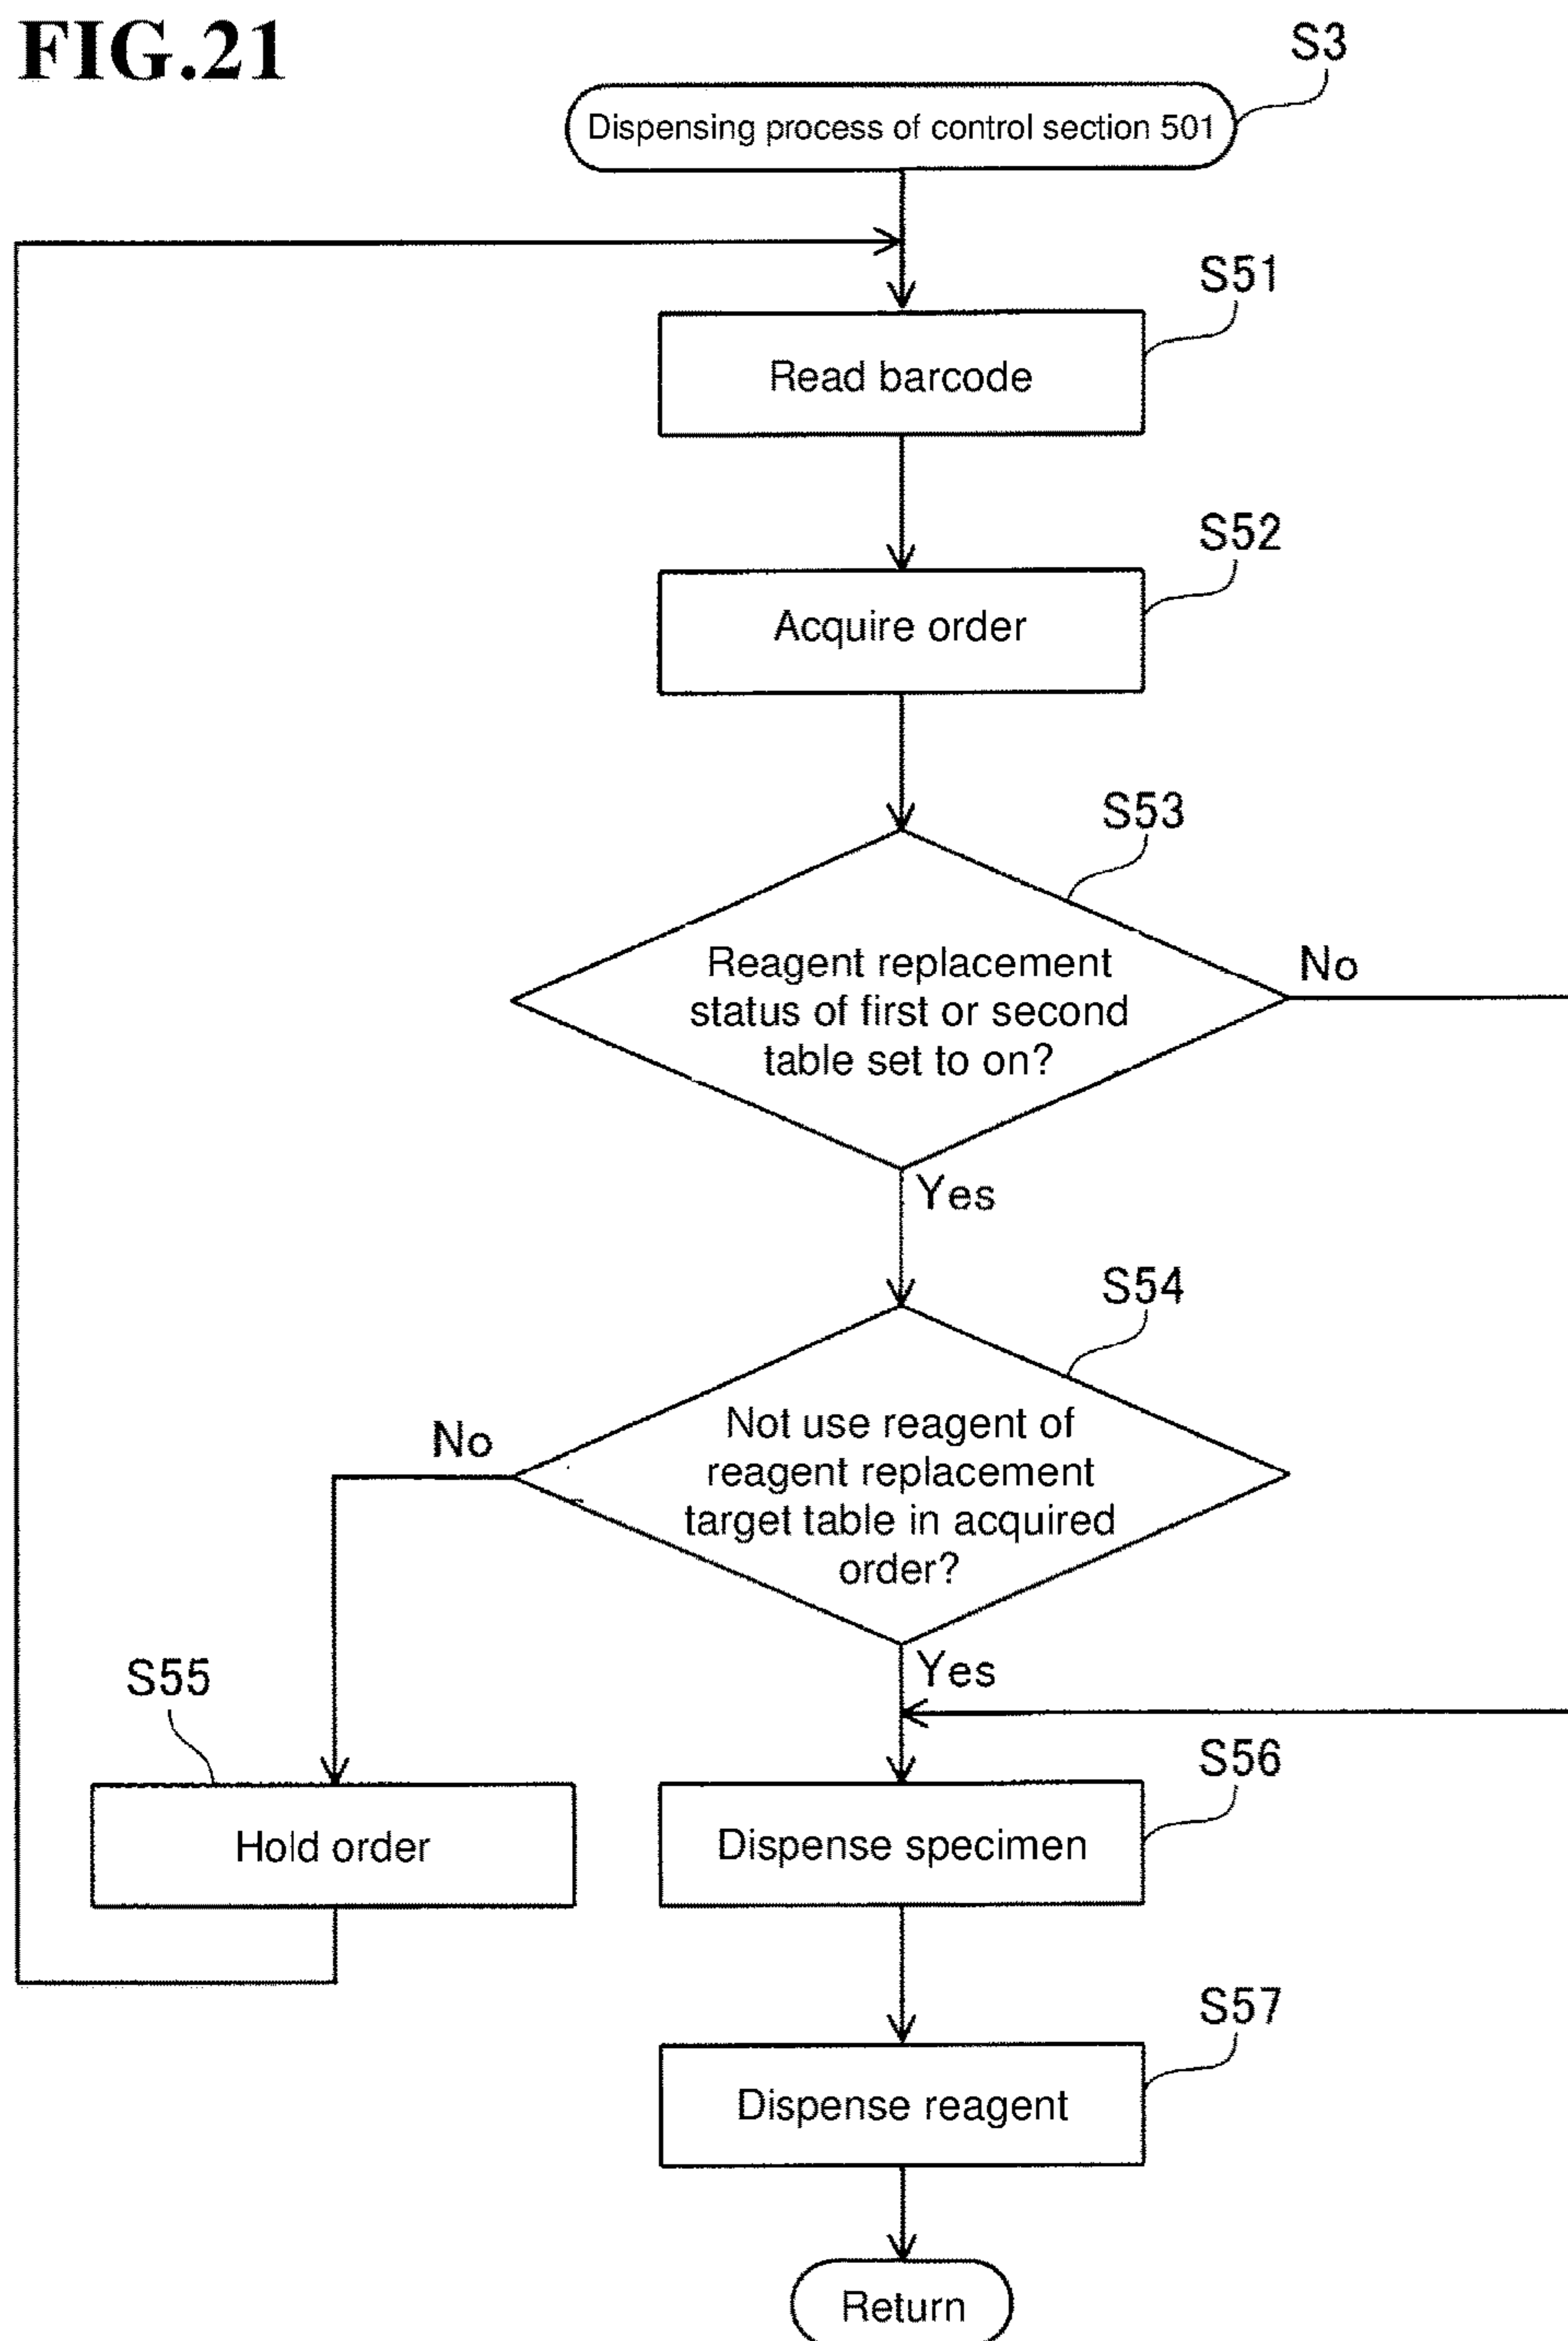 FIG.21
S3
Dispensing process of control section 501
S51
Read barcode
S52
Acquire order
S53
Reagent replacement
status of first or second
table set to on?
No
Yes
S54
Not use reagent of
reagent replacement
target table in acquired
order?
No
Yes
S55
Hold order
S56
Dispense specimen
S57
Dispense reagent
Return